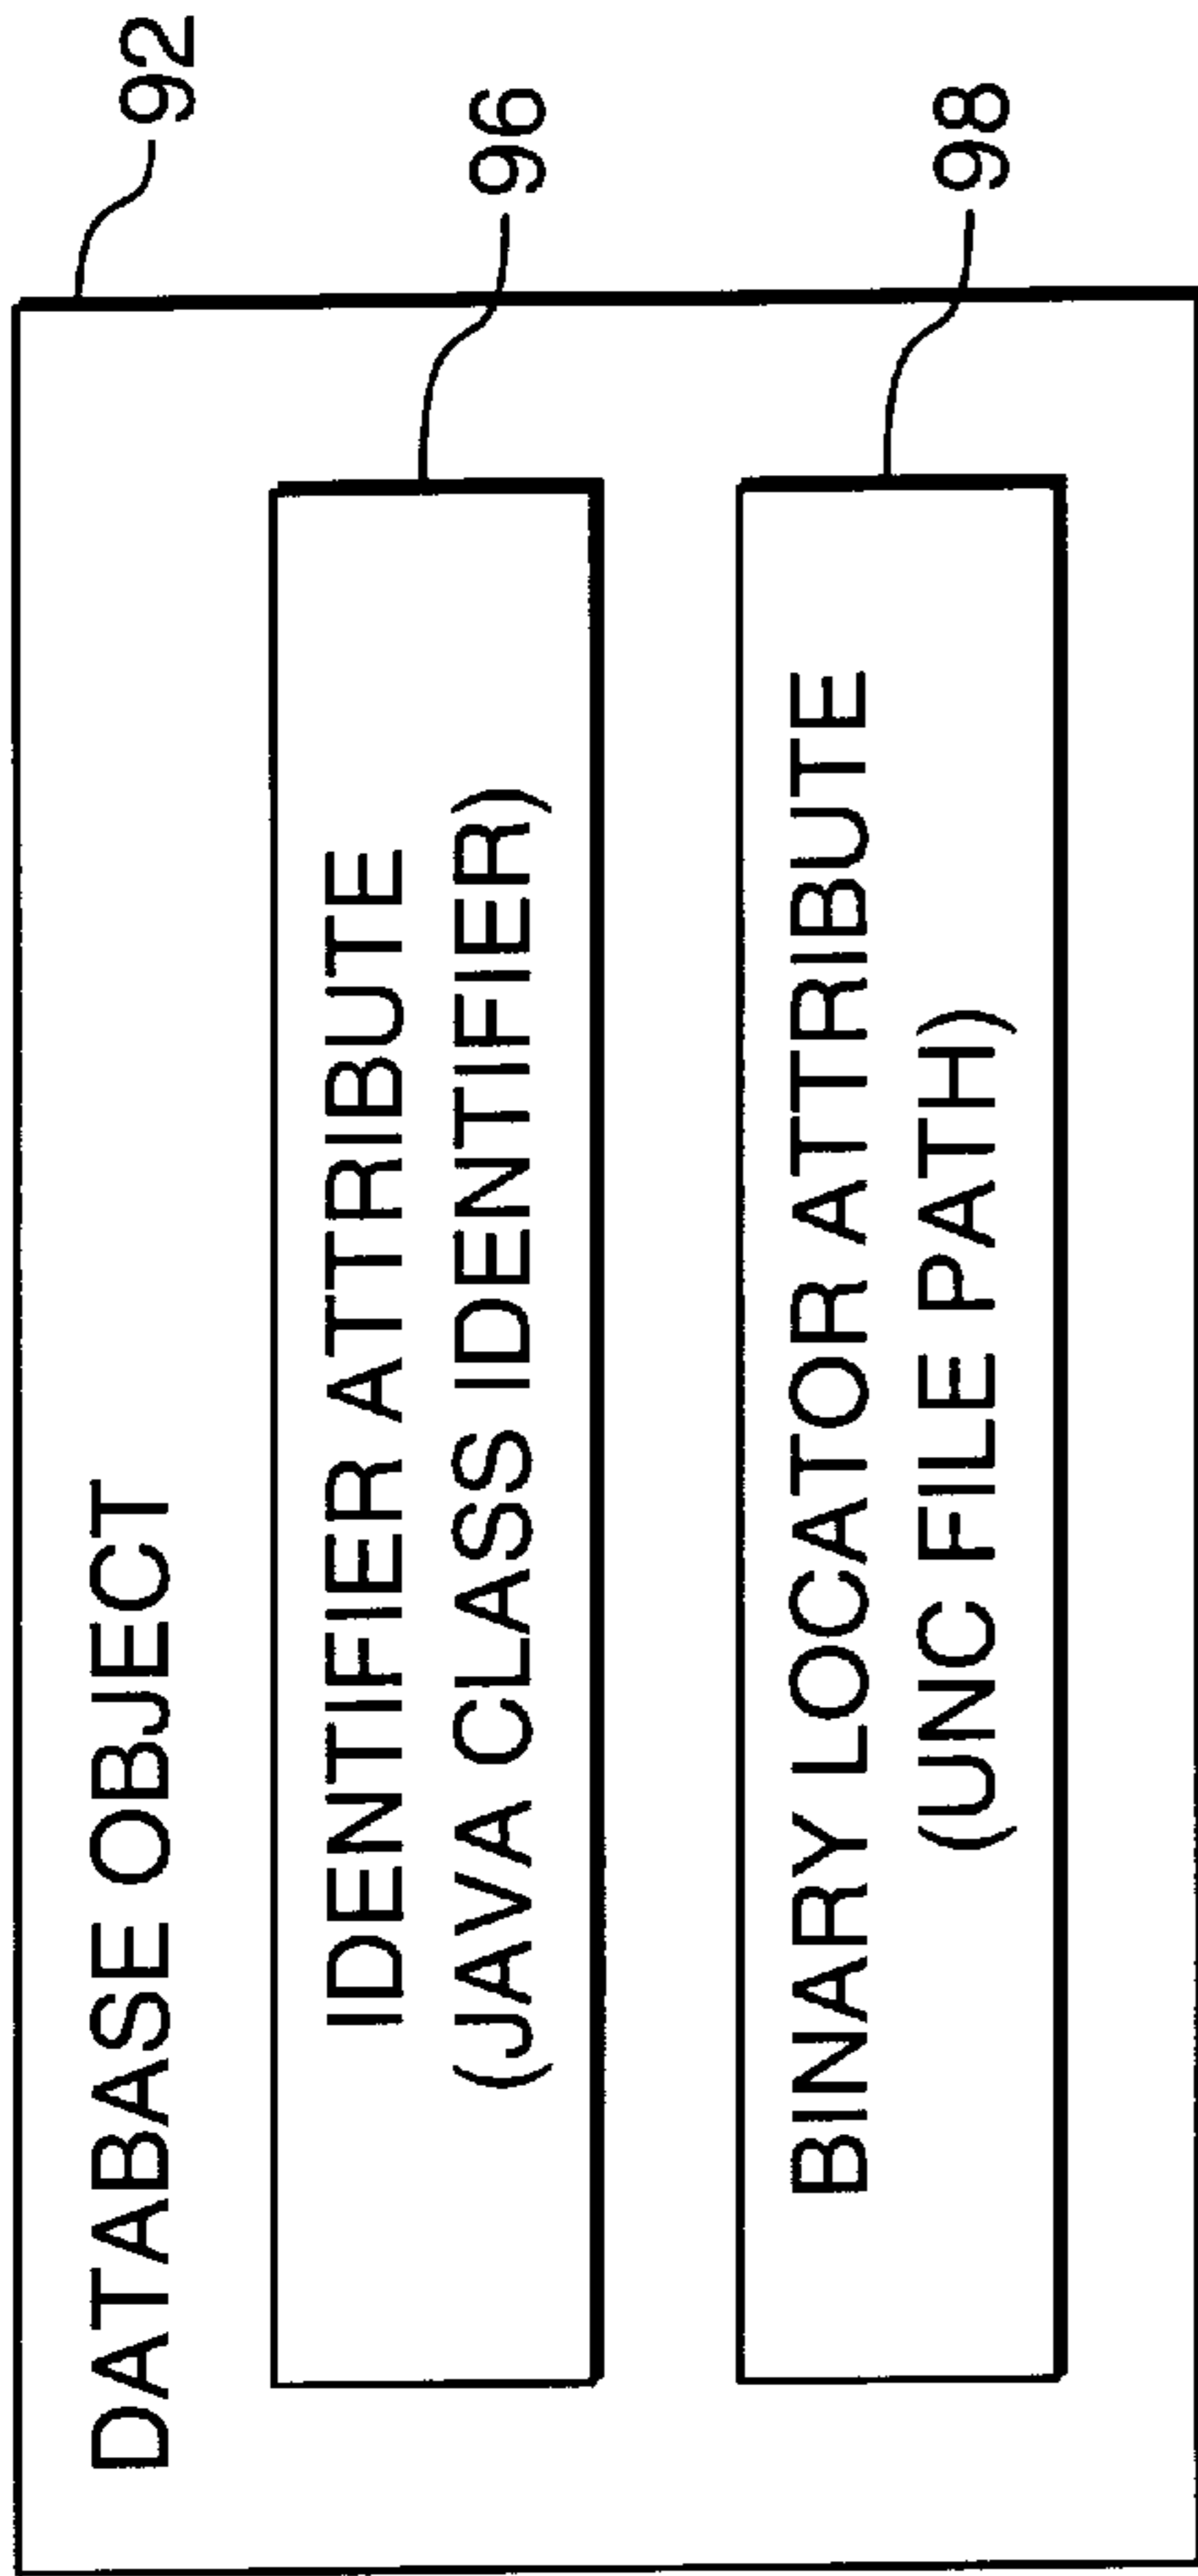 DATABASE OBJECT
92
IDENTIFIER ATTRIBUTE
(JAVA CLASS IDENTIFIER)
96
BINARY LOCATOR ATTRIBUTE
(UNC FILE PATH)
98